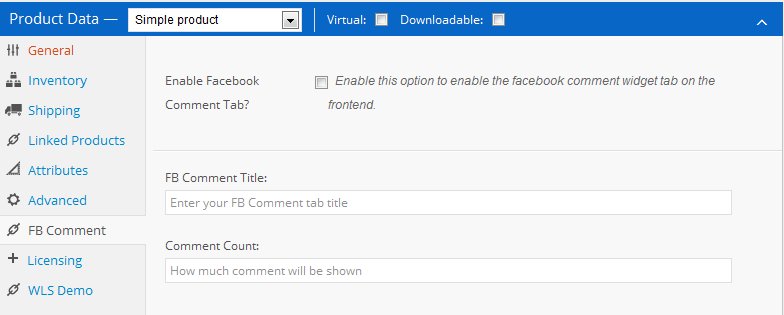 Product Data — Simple product Virtual: Downloadable:
General
Inventory
Shipping
Linked Products
Attributes
Advanced
FB Comment
Licensing
WLS Demo
Enable Facebook
Comment Tab?
Enable this option to enable the facebook comment widget tab on the
frontend.
FB Comment Title:
Enter your FB Comment tab title
Comment Count:
How much comment will be shown